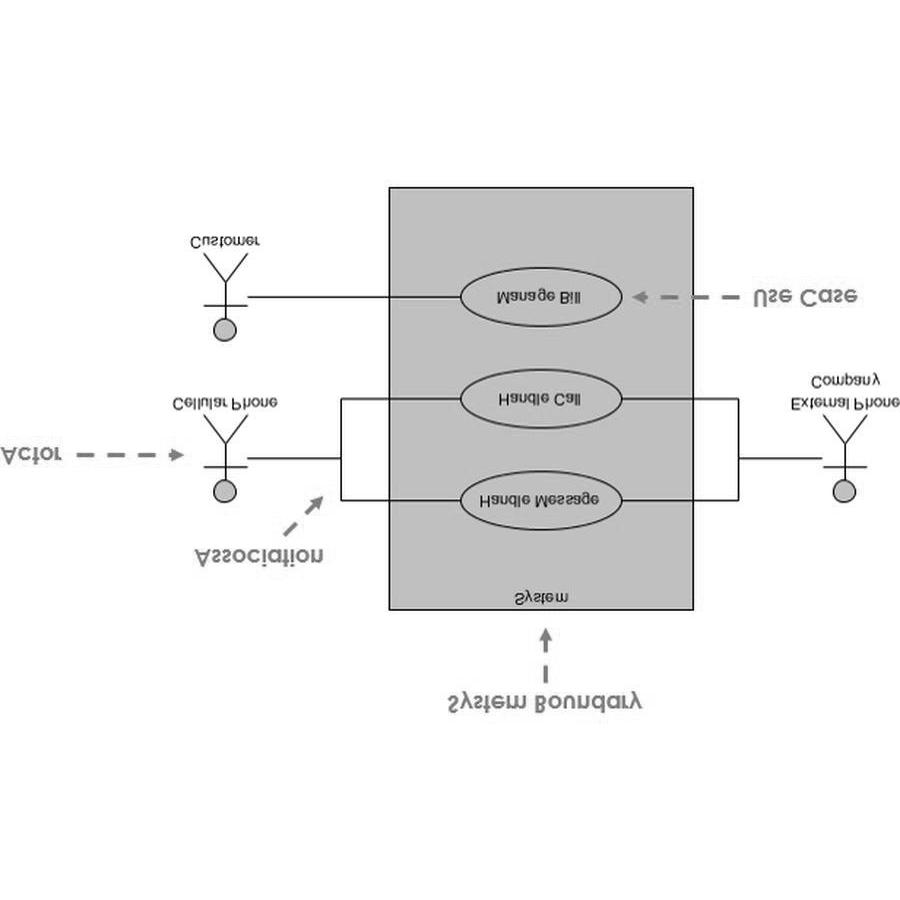 System Boundary
System
Association
Handle Message
Actor
Cellular Phone
Handle Call
External Phone
Company
Manage Bill
Use Case
Customer